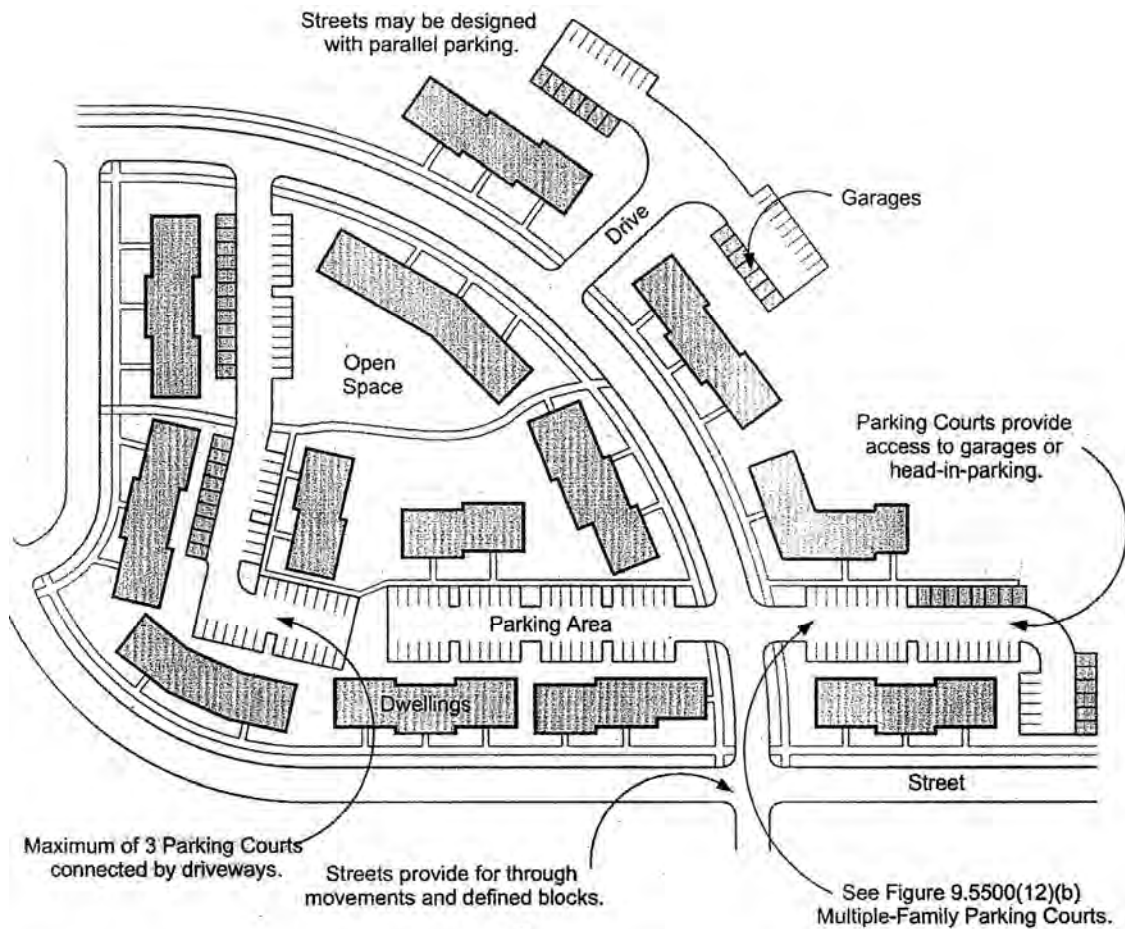 Streets may be designed
with parallel parking.
Garages
Drive
Open
Space
Parking Courts provide
access to garages or
head-in-parking.
Parking Area
Dwellings
Street
Maximum of 3 Parking Courts
connected by driveways.
Streets provide for through
movements and defined blocks.
See Figure 9.5500(12)(b)
Multiple-Family Parking Courts.